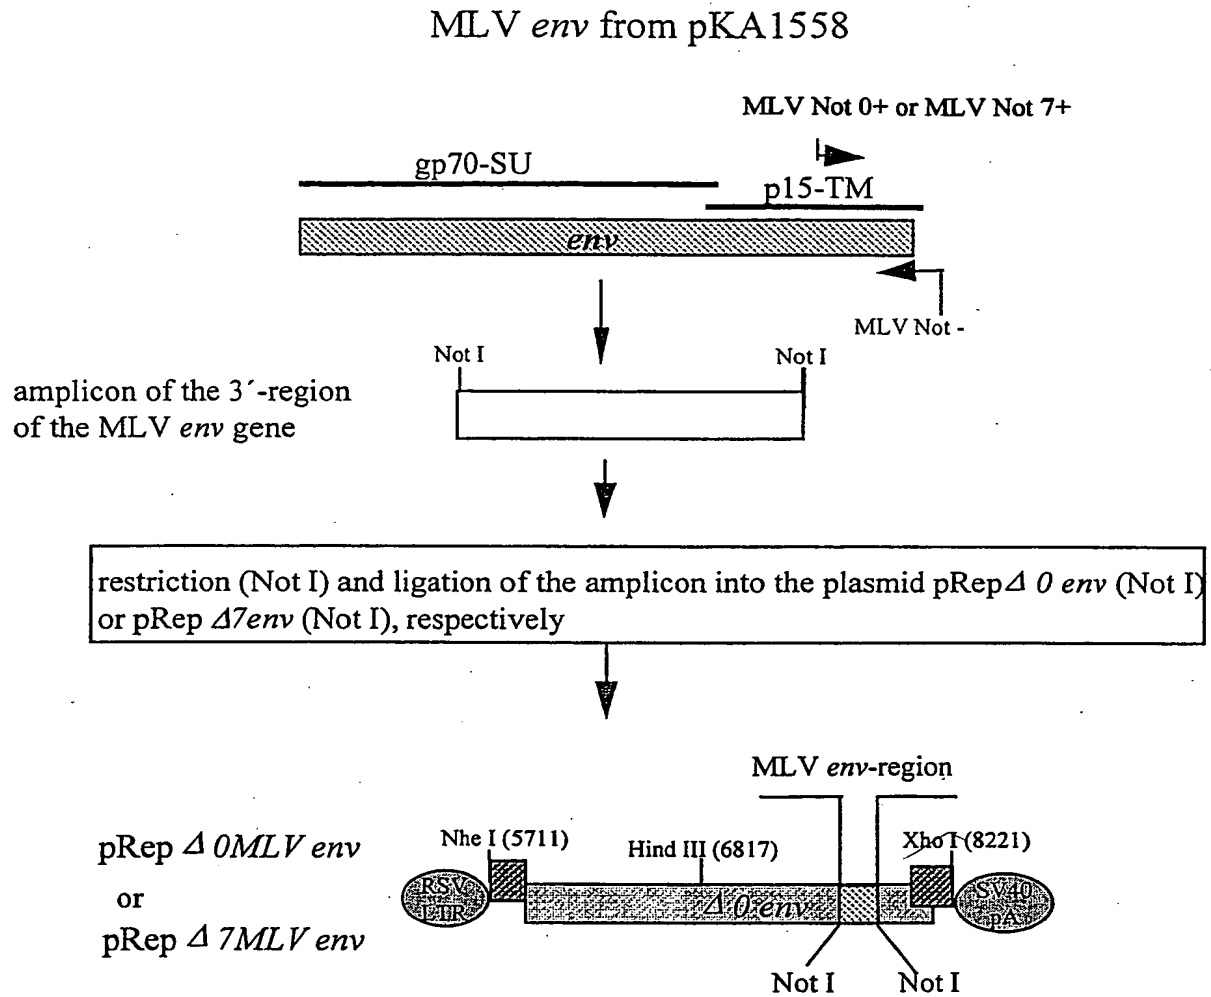 MLV env from pKA1558
MLV Not 0+ or MLV Not 7+
gp70-SU
p15-TM
env
MLV Not -
Not I
Not I
amplicon of the 3´-region
of the MLV env gene
restriction (Not I) and ligation of the amplicon into the plasmid pRepΔ 0 env (Not I)
or pRep Δ7env (Not I), respectively
MLV env-region
pRep Δ 0MLV env
or
pRep Δ 7MLV env
Nhe I (5711)
Hind III (6817)
Xho I (8221)
RSV
LTR
Δ 0 env
SV40
pA
Not I
Not I